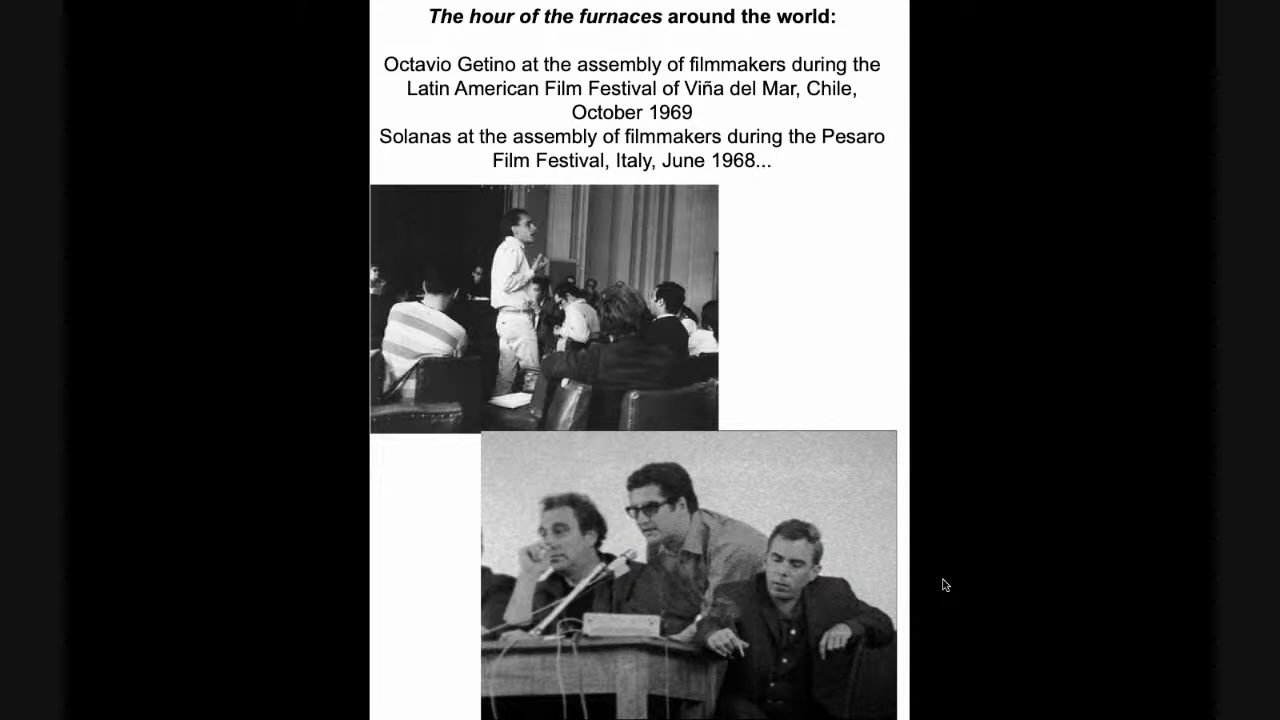 The hour of the furnaces around the world:
Octavio Getino at the assembly of filmmakers during the
Latin American Film Festival of Viña del Mar, Chile,
October 1969
Solanas at the assembly of filmmakers during the Pesaro
Film Festival, Italy, June 1968...